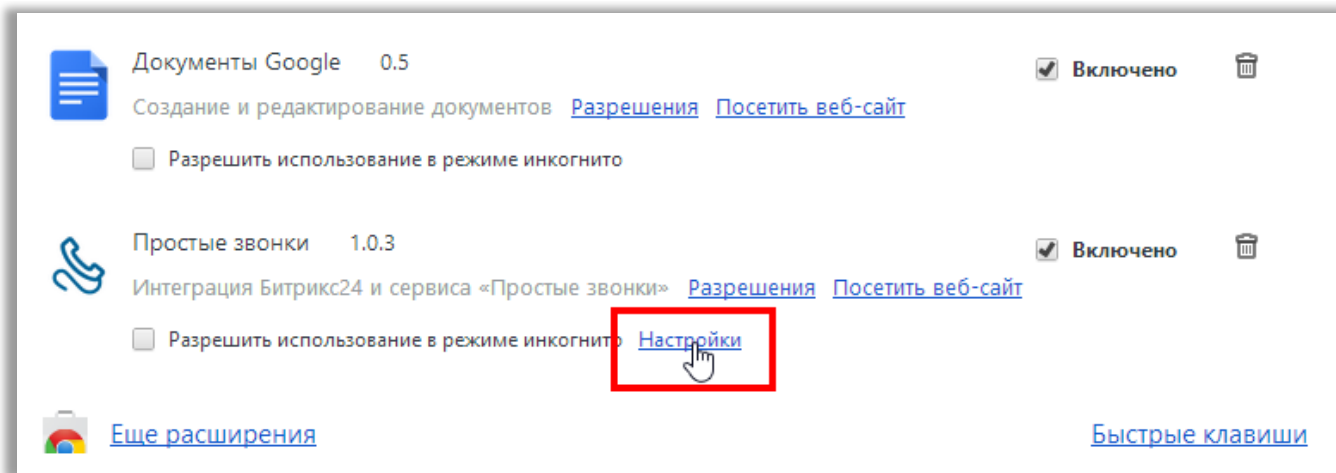 Документы Google 0.5 Включено
Создание и редактирование документов Разрешения Посетить веб-сайт
Разрешить использование в режиме инкогнито
Простые звонки 1.0.3 Включено
Интеграция Битрикс24 и сервиса «Простые звонки» Разрешения Посетить веб-сайт
Разрешить использование в режиме инкогнито Настройки
Еще расширения Быстрые клавиши